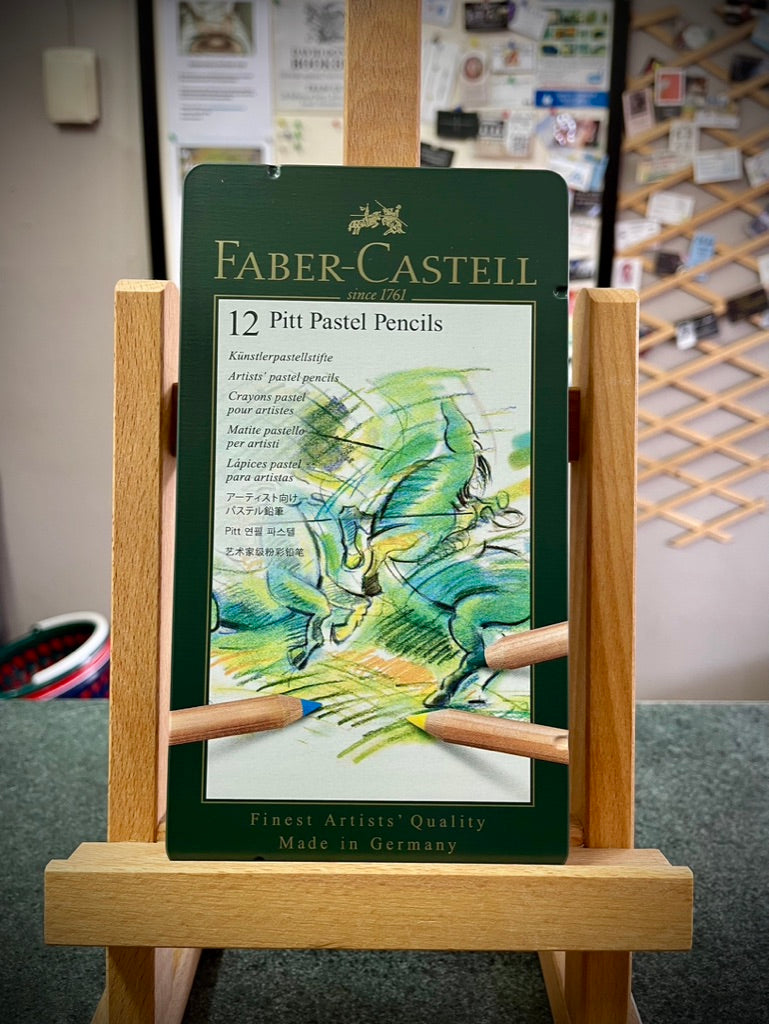 FABER-CASTELL
since 1761
12 Pitt Pastel Pencils
Künstlerpastellstifte
Artists' pastel pencils
Crayons pastel
pour artistes
Matite pastello
per artisti
Lápices pastel
para artistas
アーティスト向け
パステル鉛筆
Pitt 연필 파스텔
艺术家级粉彩铅笔
Finest Artists' Quality
Made in Germany